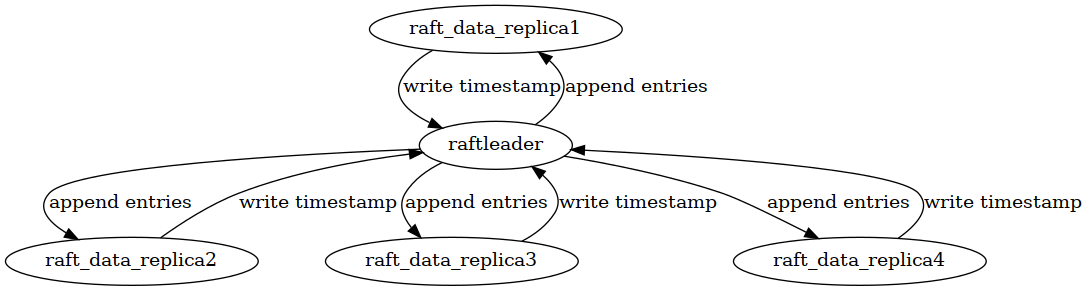 raft_data_replica1
write timestamp
append entries
raftleader
append entries
write timestamp
append entries
write timestamp
append entries
write timestamp
raft_data_replica2
raft_data_replica3
raft_data_replica4